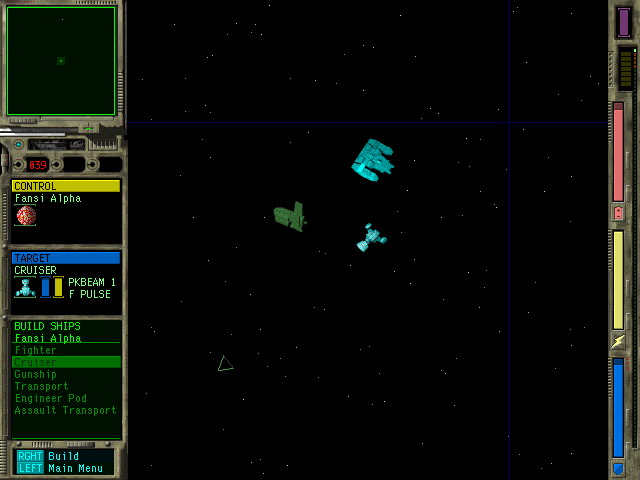 039
CONTROL
Fansi Alpha
TARGET
CRUISER
PKBEAM 1
F PULSE
BUILD SHIPS
Fansi Alpha
Fighter
Cruiser
Gunship
Transport
Engineer Pod
Assault Transport
RGHT Build
LEFT Main Menu